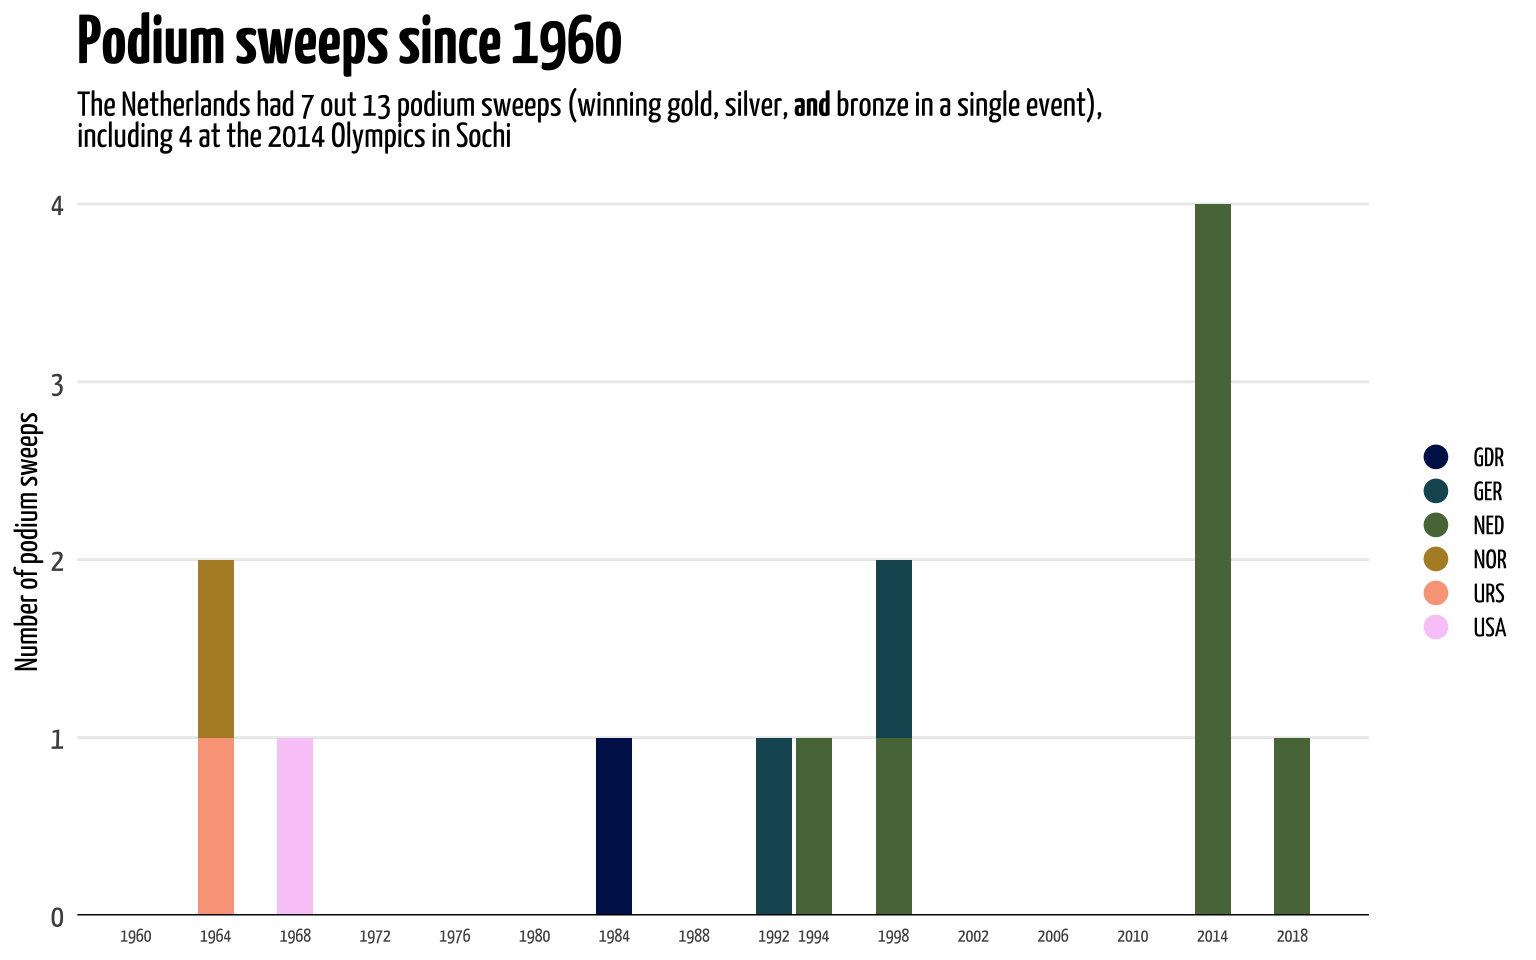 Podium sweeps since 1960
The Netherlands had 7 out 13 podium sweeps (winning gold, silver, and bronze in a single event),
including 4 at the 2014 Olympics in Sochi
Number of podium sweeps
4
3
2
1
0
1960 1964 1968 1972 1976 1980 1984 1988 1992 1994 1998 2002 2006 2010 2014 2018
GDR
GER
NED
NOR
URS
USA